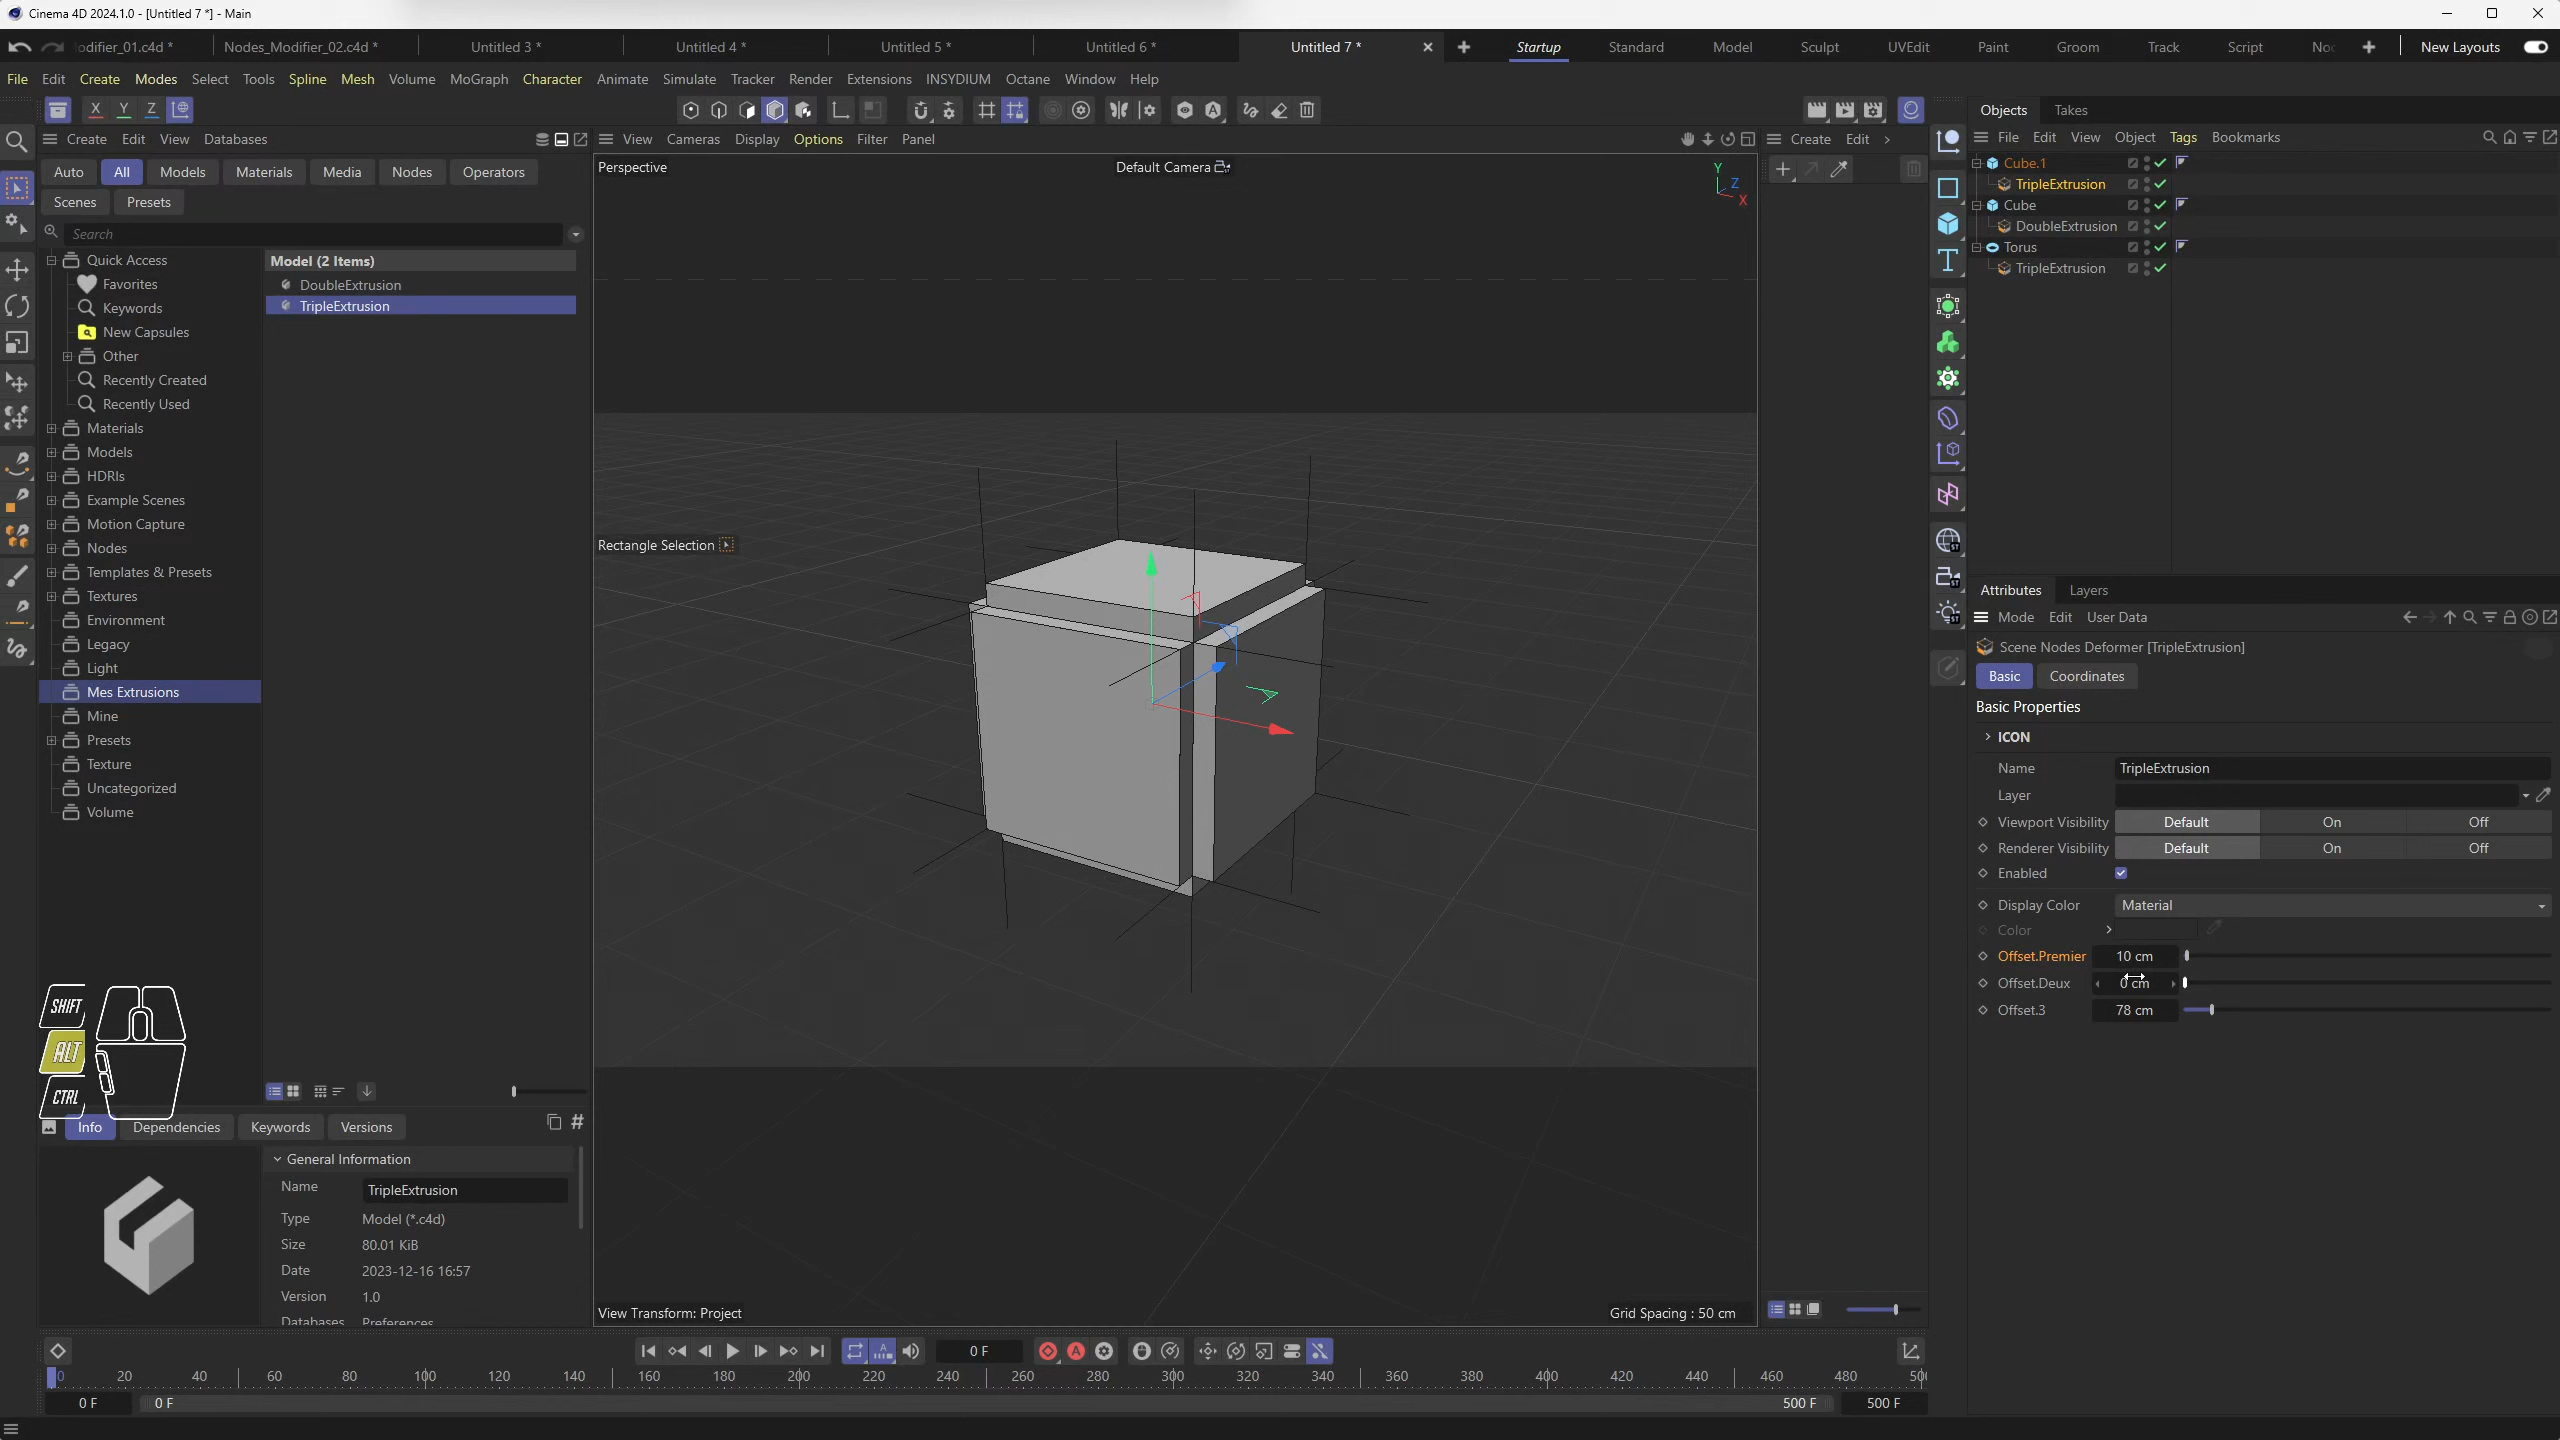 Cinema 4D 2024.1.0 - [Untitled 7 *] - Main
odifier_01.c4d * Nodes_Modifier_02.c4d * Untitled 3 * Untitled 4 * Untitled 5 * Untitled 6 * Untitled 7 * Startup Standard Model Sculpt UVEdit Paint Groom Track Script New Layouts
File Edit Create Modes Select Tools Spline Mesh Volume MoGraph Character Animate Simulate Tracker Render Extensions INSYDIUM Octane Window Help
X Y Z
Create Edit View Databases
Auto All Models Materials Media Nodes Operators
Scenes Presets
Search
Quick Access
Favorites
Keywords
New Capsules
Other
Recently Created
Recently Used
Materials
Models
HDRIs
Example Scenes
Motion Capture
Nodes
Templates & Presets
Textures
Environment
Legacy
Light
Mes Extrusions
Mine
Presets
Texture
Uncategorized
Volume
Model (2 Items)
DoubleExtrusion
TripleExtrusion
SHIFT
ALT
CTRL
Info Dependencies Keywords Versions
General Information
Name TripleExtrusion
Type Model (*.c4d)
Size 80.01 KiB
Date 2023-12-16 16:57
Version 1.0
Databases Preferences
View Cameras Display Options Filter Panel
Perspective Default Camera
Y
Z
X
Rectangle Selection
View Transform: Project Grid Spacing : 50 cm
Create Edit
Objects Takes
File Edit View Object Tags Bookmarks
Cube.1
TripleExtrusion
Cube
DoubleExtrusion
Torus
TripleExtrusion
Attributes Layers
Mode Edit User Data
Scene Nodes Deformer [TripleExtrusion]
Basic Coordinates
Basic Properties
ICON
Name TripleExtrusion
Layer
Viewport Visibility Default On Off
Renderer Visibility Default On Off
Enabled
Display Color Material
Color
Offset.Premier 10 cm
Offset.Deux 0 cm
Offset.3 78 cm
0 F
0 20 40 60 80 100 120 140 160 180 200 220 240 260 280 300 320 340 360 380 400 420 440 460 480
0 F 0 F 500 F 500 F